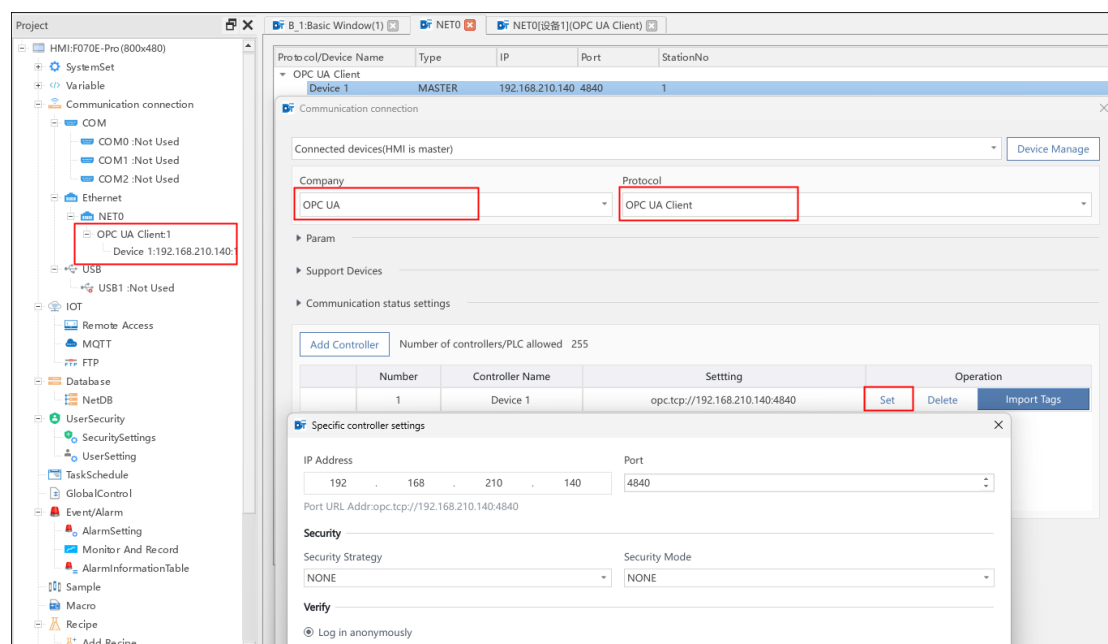 Project
B_1:Basic Window(1)
NET0
NET0[设备1](OPC UA Client)
HMI:F070E-Pro(800x480)
SystemSet
Variable
Communication connection
COM
COM0 :Not Used
COM1 :Not Used
COM2 :Not Used
Ethernet
NET0
OPC UA Client:1
Device 1:192.168.210.140:1
USB
USB1 :Not Used
IOT
Remote Access
MQTT
FTP
Database
NetDB
UserSecurity
SecuritySettings
UserSetting
TaskSchedule
GlobalControl
Event/Alarm
AlarmSetting
Monitor And Record
AlarmInformationTable
Sample
Macro
Recipe
Add Recipe
Protocol/Device Name Type IP Port StationNo
OPC UA Client
Device 1 MASTER 192.168.210.140 4840 1
Communication connection
Connected devices(HMI is master)
Device Manage
Company Protocol
OPC UA OPC UA Client
Param
Support Devices
Communication status settings
Add Controller Number of controllers/PLC allowed 255
Number Controller Name Settting Operation
1 Device 1 opc.tcp://192.168.210.140:4840 Set Delete Import Tags
Specific controller settings
IP Address Port
192 . 168 . 210 . 140 4840
Port URL Addr:opc.tcp://192.168.210.140:4840
Security
Security Strategy Security Mode
NONE NONE
Verify
Log in anonymously